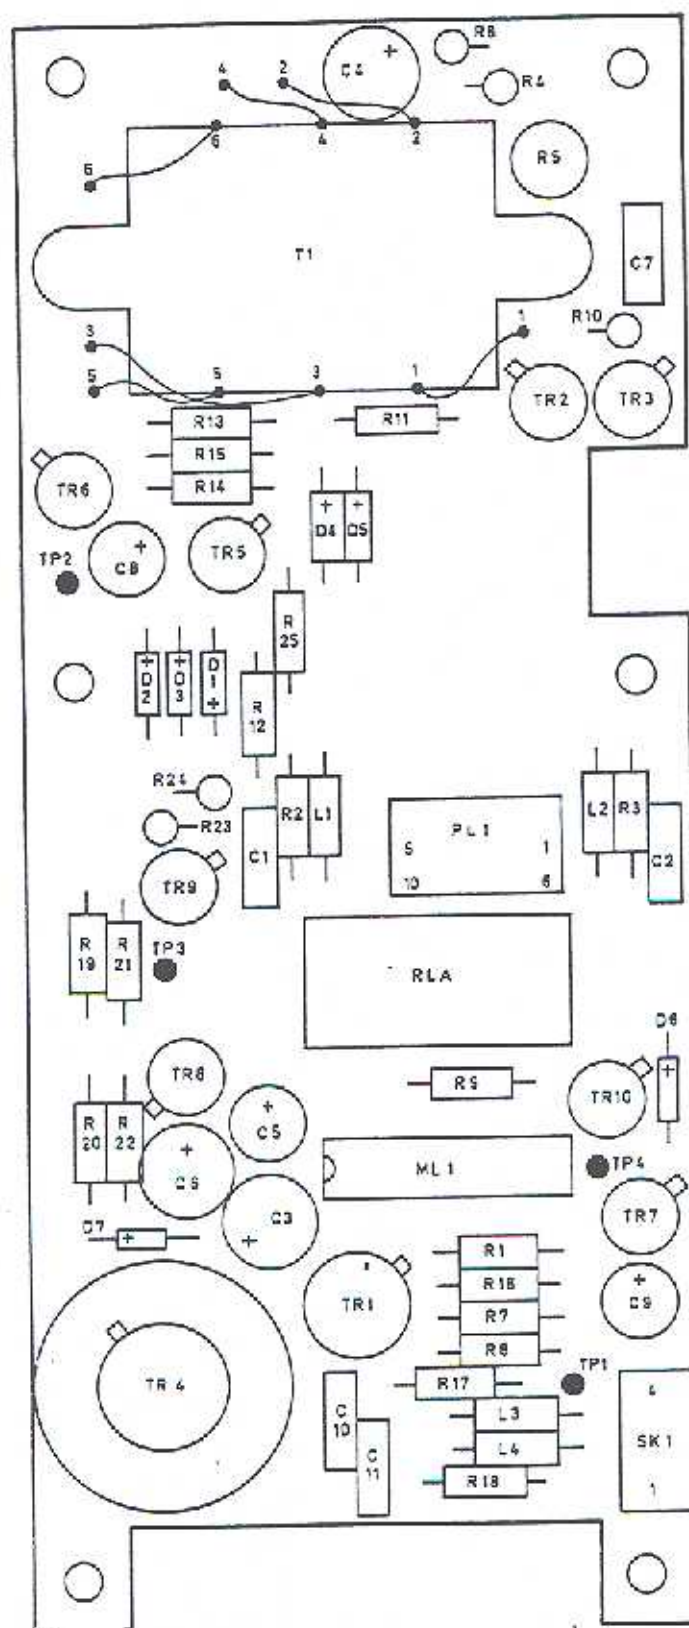 R8
4
2
C4
R4
6
4
2
R5
6
T1
C7
3
R10
1
5
5
3
1
TR2
TR3
R13
R11
R15
TR6
R14
D4
D5
TP2
C8
TR5
R
25
D2
D3
D1
R
12
R24
R2
L1
PL1
L2
R3
R23
C1
5
1
C2
TR9
10
6
R
19
R
21
TP3
RLA
D6
TR8
R9
TR10
R
20
R
22
C5
C6
ML1
TP4
C3
TR7
D7
R1
R16
TR1
R7
C9
R6
TR4
R17
TP1
4
C
10
L3
SK1
C
11
L4
R18
1